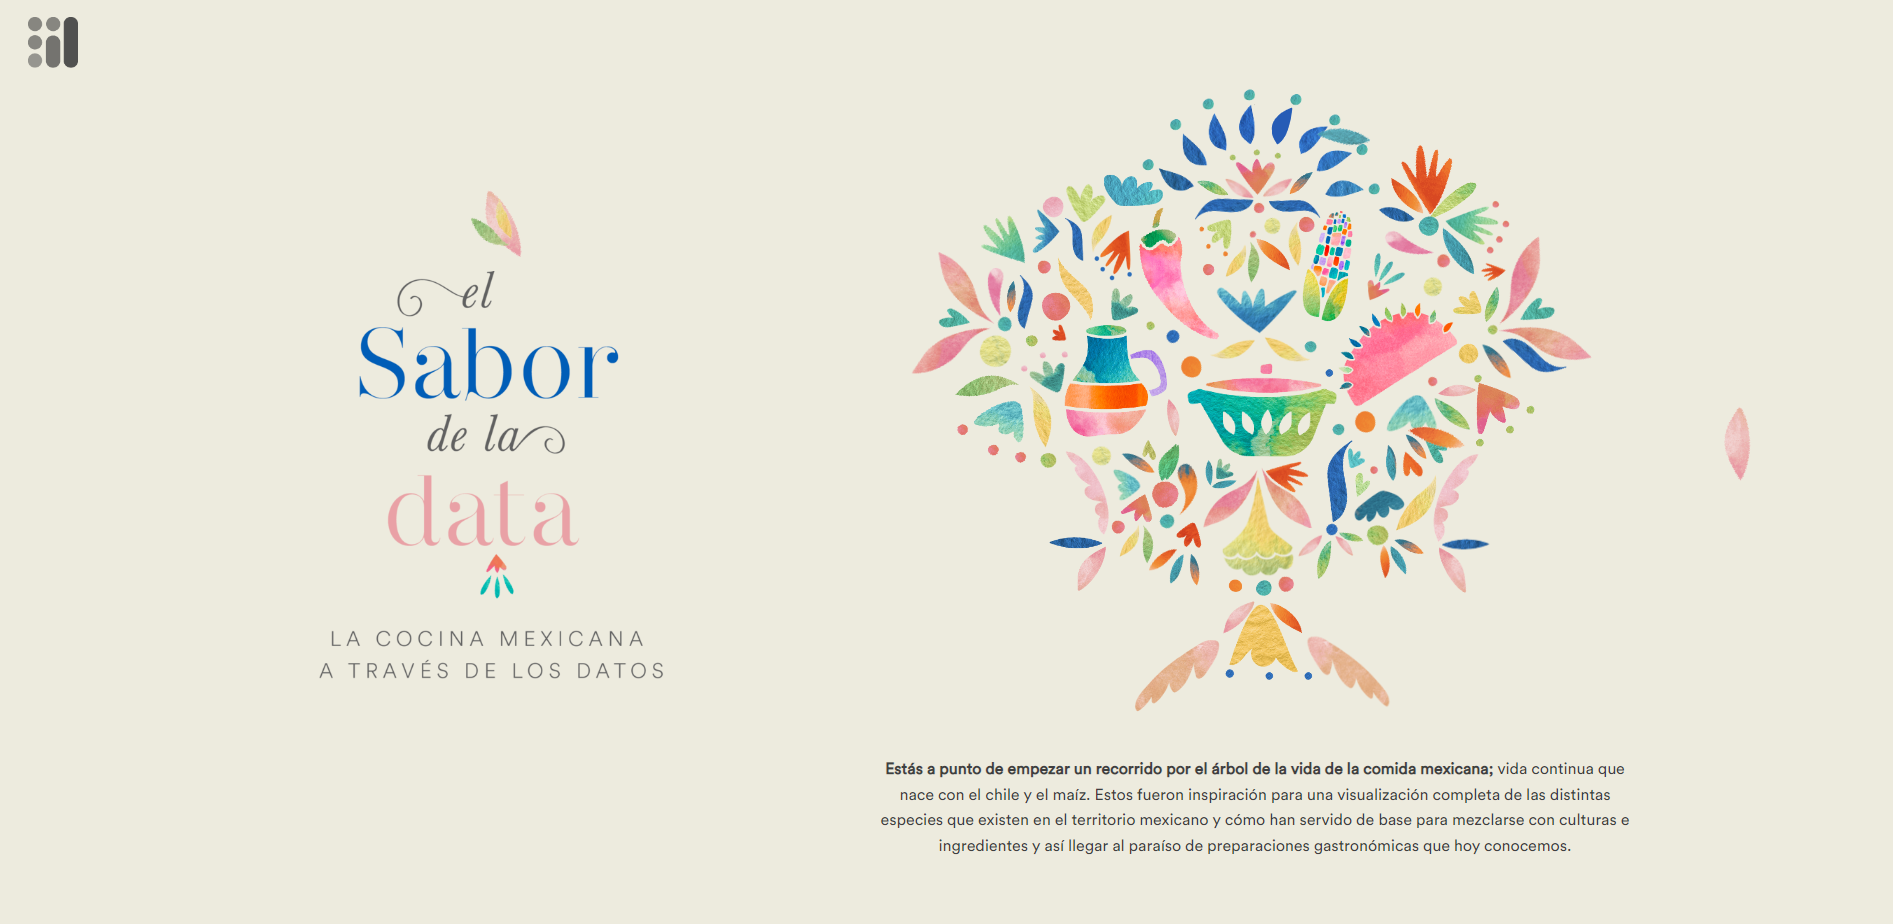 el
Sabor
de la
data
LA COCINA MEXICANA
A TRAVÉS DE LOS DATOS
Estás a punto de empezar un recorrido por el árbol de la vida de la comida mexicana; vida continua que
nace con el chile y el maíz. Estos fueron inspiración para una visualización completa de las distintas
especies que existen en el territorio mexicano y cómo han servido de base para mezclarse con culturas e
ingredientes y así llegar al paraíso de preparaciones gastronómicas que hoy conocemos.